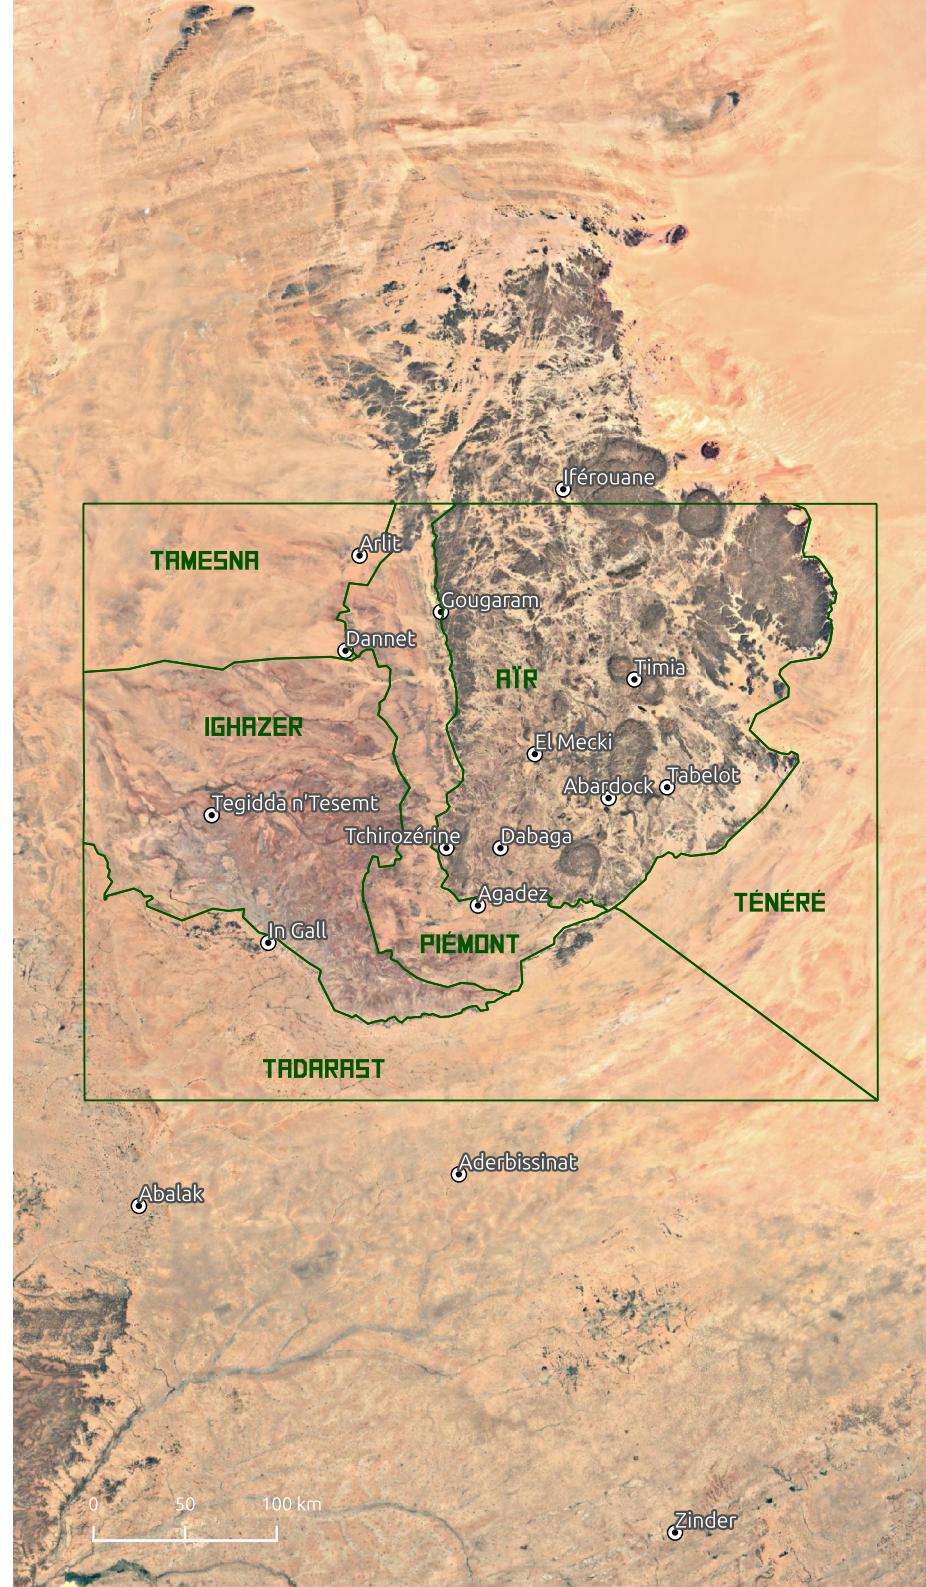 Iférouane
Arlit
TAMESNA
Gougaram
Dannet
Timia
AÏR
IGHAZER
El Mecki
Tabelot
Abardock
Tegidda n'Tesemt
Tchirozérine
Dabaga
Agadez
TÉNÉRÉ
In Gall
PIÉMONT
TADARAST
Aderbissinat
Abalak
0 50 100 km
Zinder